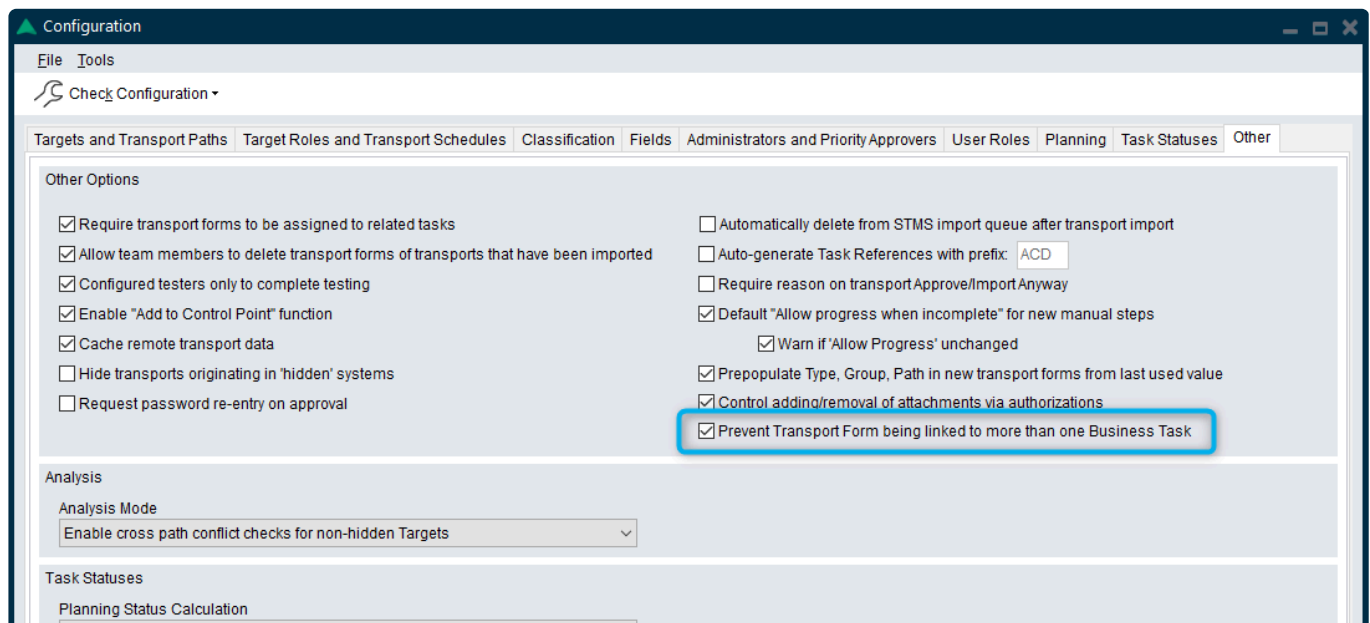 Configuration
File Tools
Check Configuration
Targets and Transport Paths Target Roles and Transport Schedules Classification Fields Administrators and Priority Approvers User Roles Planning Task Statuses Other
Other Options
Require transport forms to be assigned to related tasks
Allow team members to delete transport forms of transports that have been imported
Configured testers only to complete testing
Enable "Add to Control Point" function
Cache remote transport data
Hide transports originating in 'hidden' systems
Request password re-entry on approval
Automatically delete from STMS import queue after transport import
Auto-generate Task References with prefix: ACD
Require reason on transport Approve/Import Anyway
Default "Allow progress when incomplete" for new manual steps
Warn if 'Allow Progress' unchanged
Prepopulate Type, Group, Path in new transport forms from last used value
Control adding/removal of attachments via authorizations
Prevent Transport Form being linked to more than one Business Task
Analysis
Analysis Mode
Enable cross path conflict checks for non-hidden Targets
Task Statuses
Planning Status Calculation